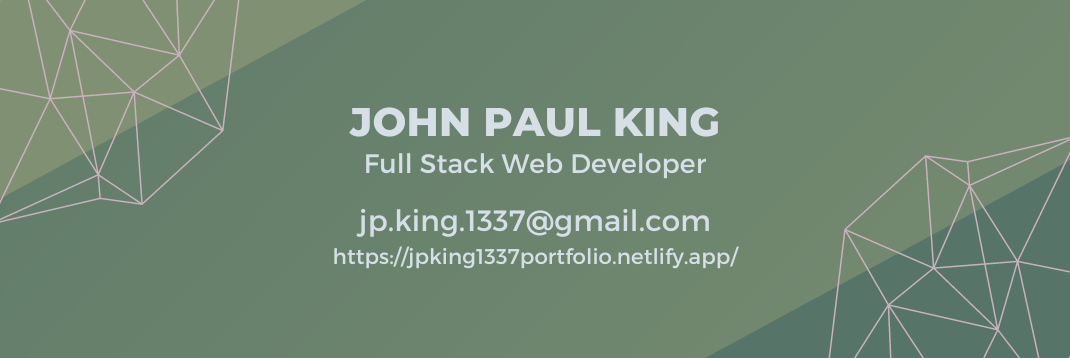 JOHN PAUL KING
Full Stack Web Developer
jp.king.1337@gmail.com
https://jpking1337portfolio.netlify.app/